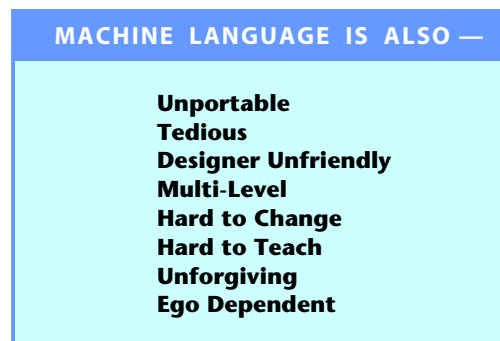 MACHINE LANGUAGE IS ALSO —
Unportable
Tedious
Designer Unfriendly
Multi-Level
Hard to Change
Hard to Teach
Unforgiving
Ego Dependent